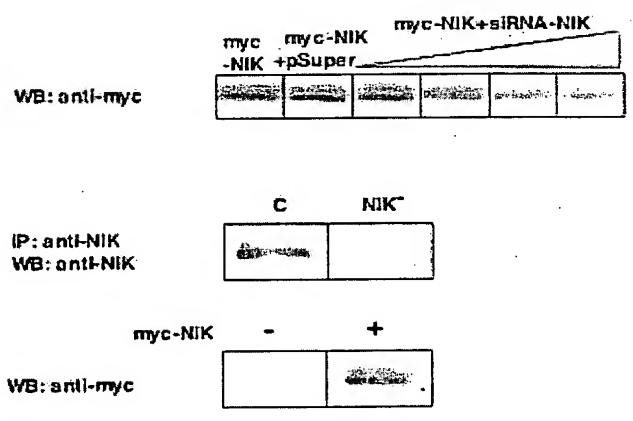 myc-NIK+siRNA-NIK
myc
-NIK
myc-NIK
+pSuper
WB: anti-myc
C NIK-
IP: anti-NIK
WB: anti-NIK
myc-NIK - +
WB: anti-myc